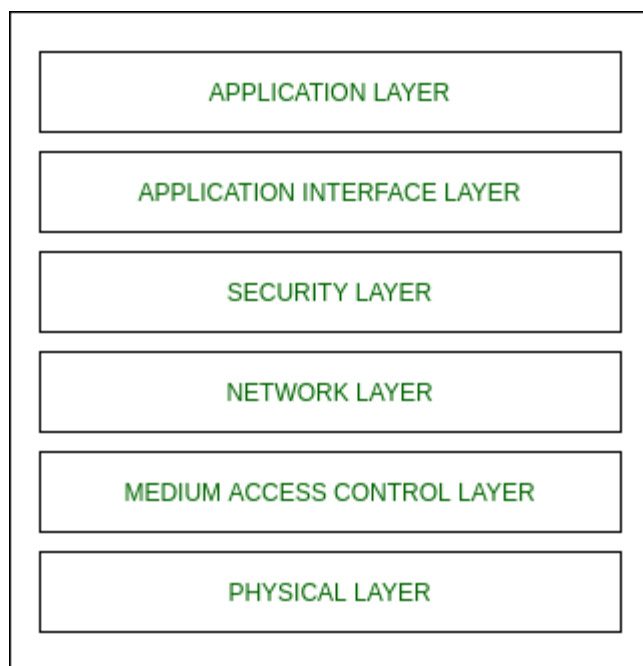 APPLICATION LAYER
APPLICATION INTERFACE LAYER
SECURITY LAYER
NETWORK LAYER
MEDIUM ACCESS CONTROL LAYER
PHYSICAL LAYER